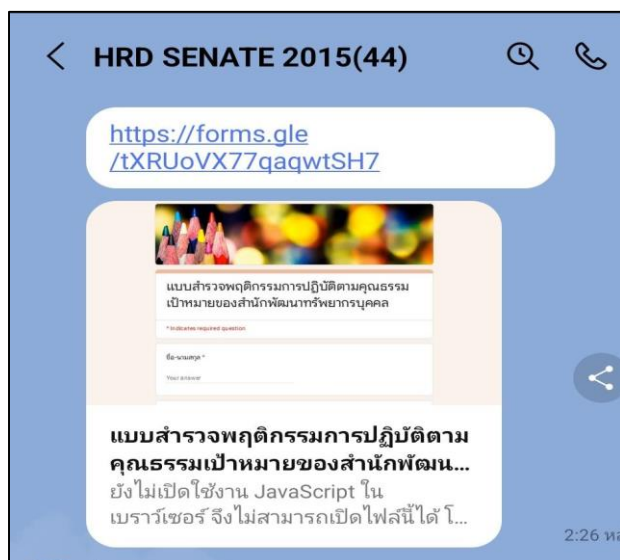 HRD SENATE 2015(44)
https://forms.gle
/tXRUoVX77qaqwtSH7
แบบสำรวจพฤติกรรมการปฏิบัติตามคุณธรรม
เป้าหมายของสำนักพัฒนาทรัพยากรบุคคล
* Indicates required question
ชื่อ-นามสกุล *
Your answer
แบบสำรวจพฤติกรรมการปฏิบัติตาม
คุณธรรมเป้าหมายของสำนักพัฒน...
ยังไม่เปิดใช้งาน JavaScript ใน
เบราว์เซอร์ จึงไม่สามารถเปิดไฟล์นี้ได้ โ...
2:26